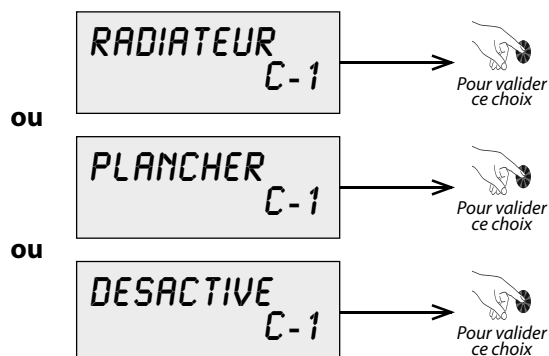 RADIATEUR
C-1
Pour valider
ce choix
ou
PLANCHER
C-1
Pour valider
ce choix
ou
DESACTIVE
C-1
Pour valider
ce choix